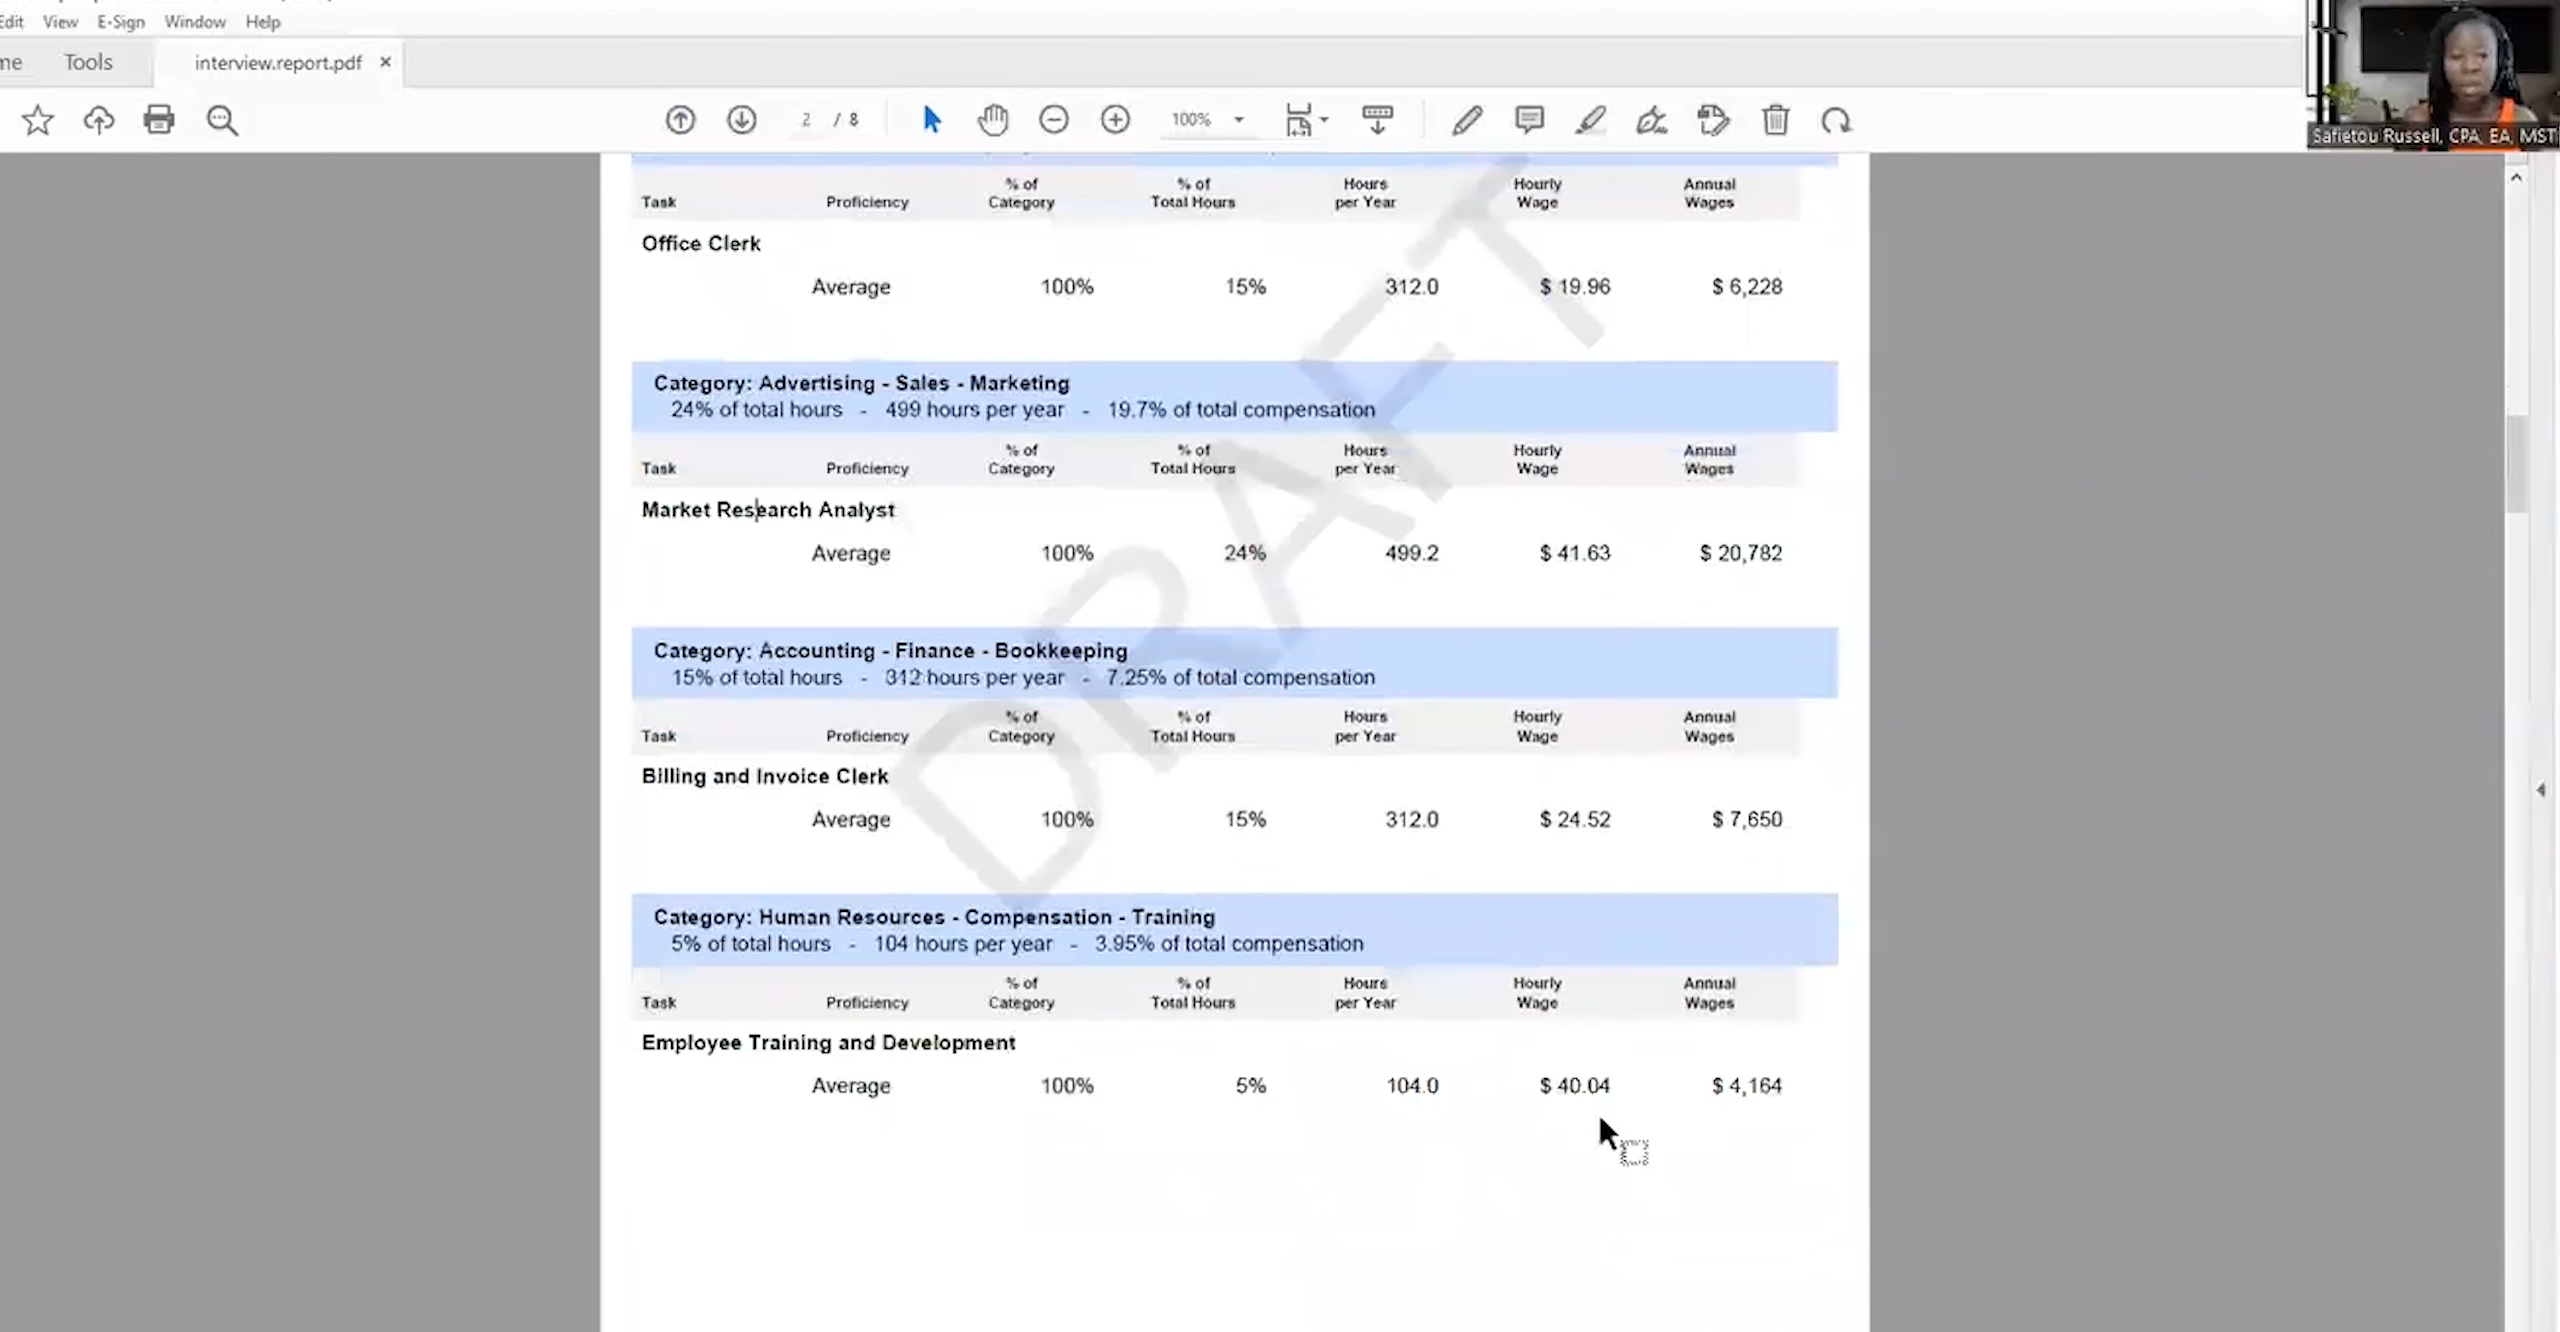 Edit View E-Sign Window Help
me Tools interview.report.pdf ×
2 / 8 100%
Safietou Russell, CPA, EA, MST
Task Proficiency % of Category % of Total Hours Hours per Year Hourly Wage Annual Wages
Office Clerk
Average 100% 15% 312.0 $ 19.96 $ 6,228
Category: Advertising - Sales - Marketing
24% of total hours - 499 hours per year - 19.7% of total compensation
Task Proficiency % of Category % of Total Hours Hours per Year Hourly Wage Annual Wages
Market Research Analyst
Average 100% 24% 499.2 $ 41.63 $ 20,782
Category: Accounting - Finance - Bookkeeping
15% of total hours - 312 hours per year - 7.25% of total compensation
Task Proficiency % of Category % of Total Hours Hours per Year Hourly Wage Annual Wages
Billing and Invoice Clerk
Average 100% 15% 312.0 $ 24.52 $ 7,650
Category: Human Resources - Compensation - Training
5% of total hours - 104 hours per year - 3.95% of total compensation
Task Proficiency % of Category % of Total Hours Hours per Year Hourly Wage Annual Wages
Employee Training and Development
Average 100% 5% 104.0 $ 40.04 $ 4,164
DRAFT